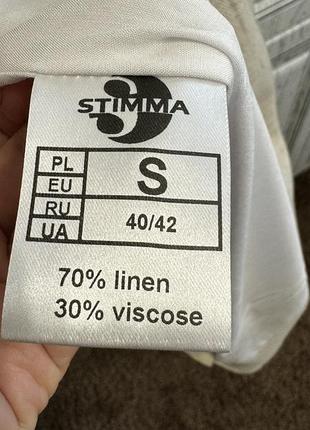 STIMMA
PL
EU
S
RU
UA
40/42
70% linen
30% viscose